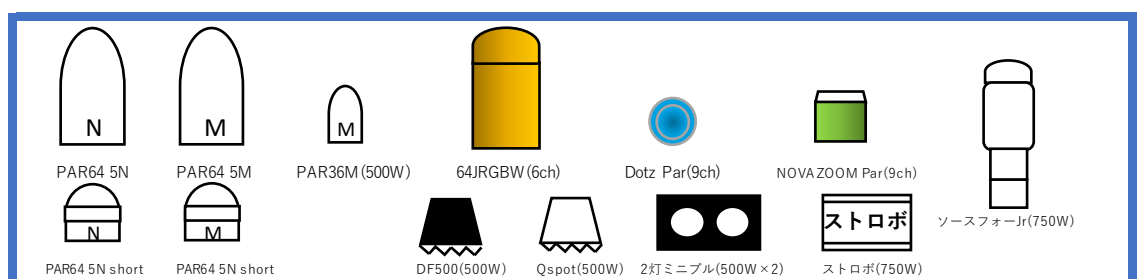 N
M
M
PAR64 5N
PAR64 5M
PAR36M(500W)
64JRGBW(6ch)
Dotz Par(9ch)
NOVAZOOM Par(9ch)
ソースフォーJr(750W)
N
M
ストロボ
PAR64 5N short
PAR64 5N short
DF500(500W)
Qspot(500W)
2灯ミニブル(500W×2)
ストロボ(750W)